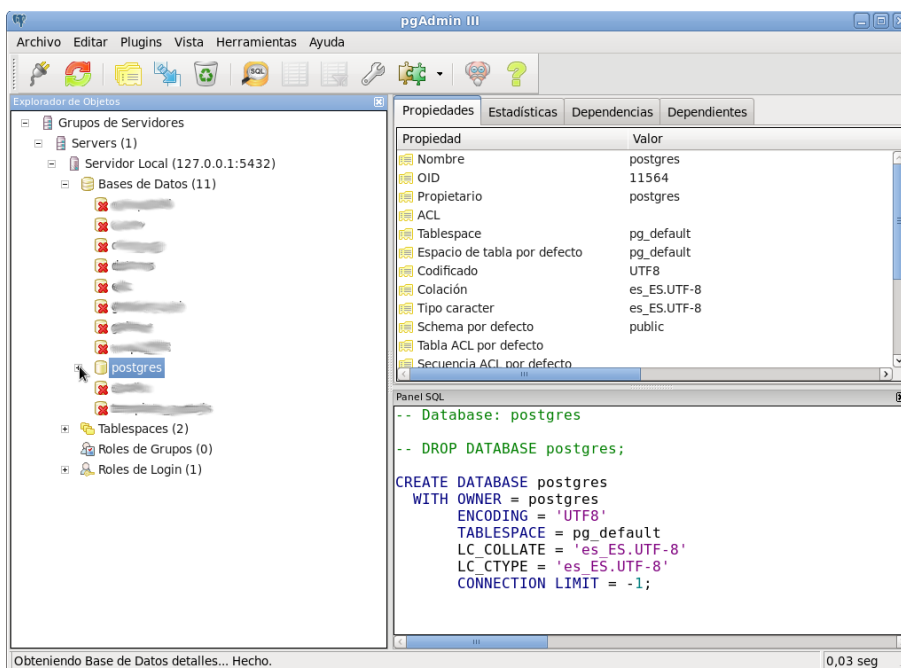 pgAdmin III
Archivo Editar Plugins Vista Herramientas Ayuda
SQL
Explorador de Objetos
Grupos de Servidores
Servers (1)
Servidor Local (127.0.0.1:5432)
Bases de Datos (11)
postgres
Tablespaces (2)
Roles de Grupos (0)
Roles de Login (1)
Propiedades Estadísticas Dependencias Dependientes
Propiedad Valor
Nombre postgres
OID 11564
Propietario postgres
ACL
Tablespace pg_default
Espacio de tabla por defecto pg_default
Codificado UTF8
Colación es_ES.UTF-8
Tipo caracter es_ES.UTF-8
Schema por defecto public
Tabla ACL por defecto
Secuencia ACL por defecto
Panel SQL
-- Database: postgres
-- DROP DATABASE postgres;
CREATE DATABASE postgres
WITH OWNER = postgres
ENCODING = 'UTF8'
TABLESPACE = pg_default
LC_COLLATE = 'es_ES.UTF-8'
LC_CTYPE = 'es_ES.UTF-8'
CONNECTION LIMIT = -1;
Obteniendo Base de Datos detalles... Hecho.
0,03 seg